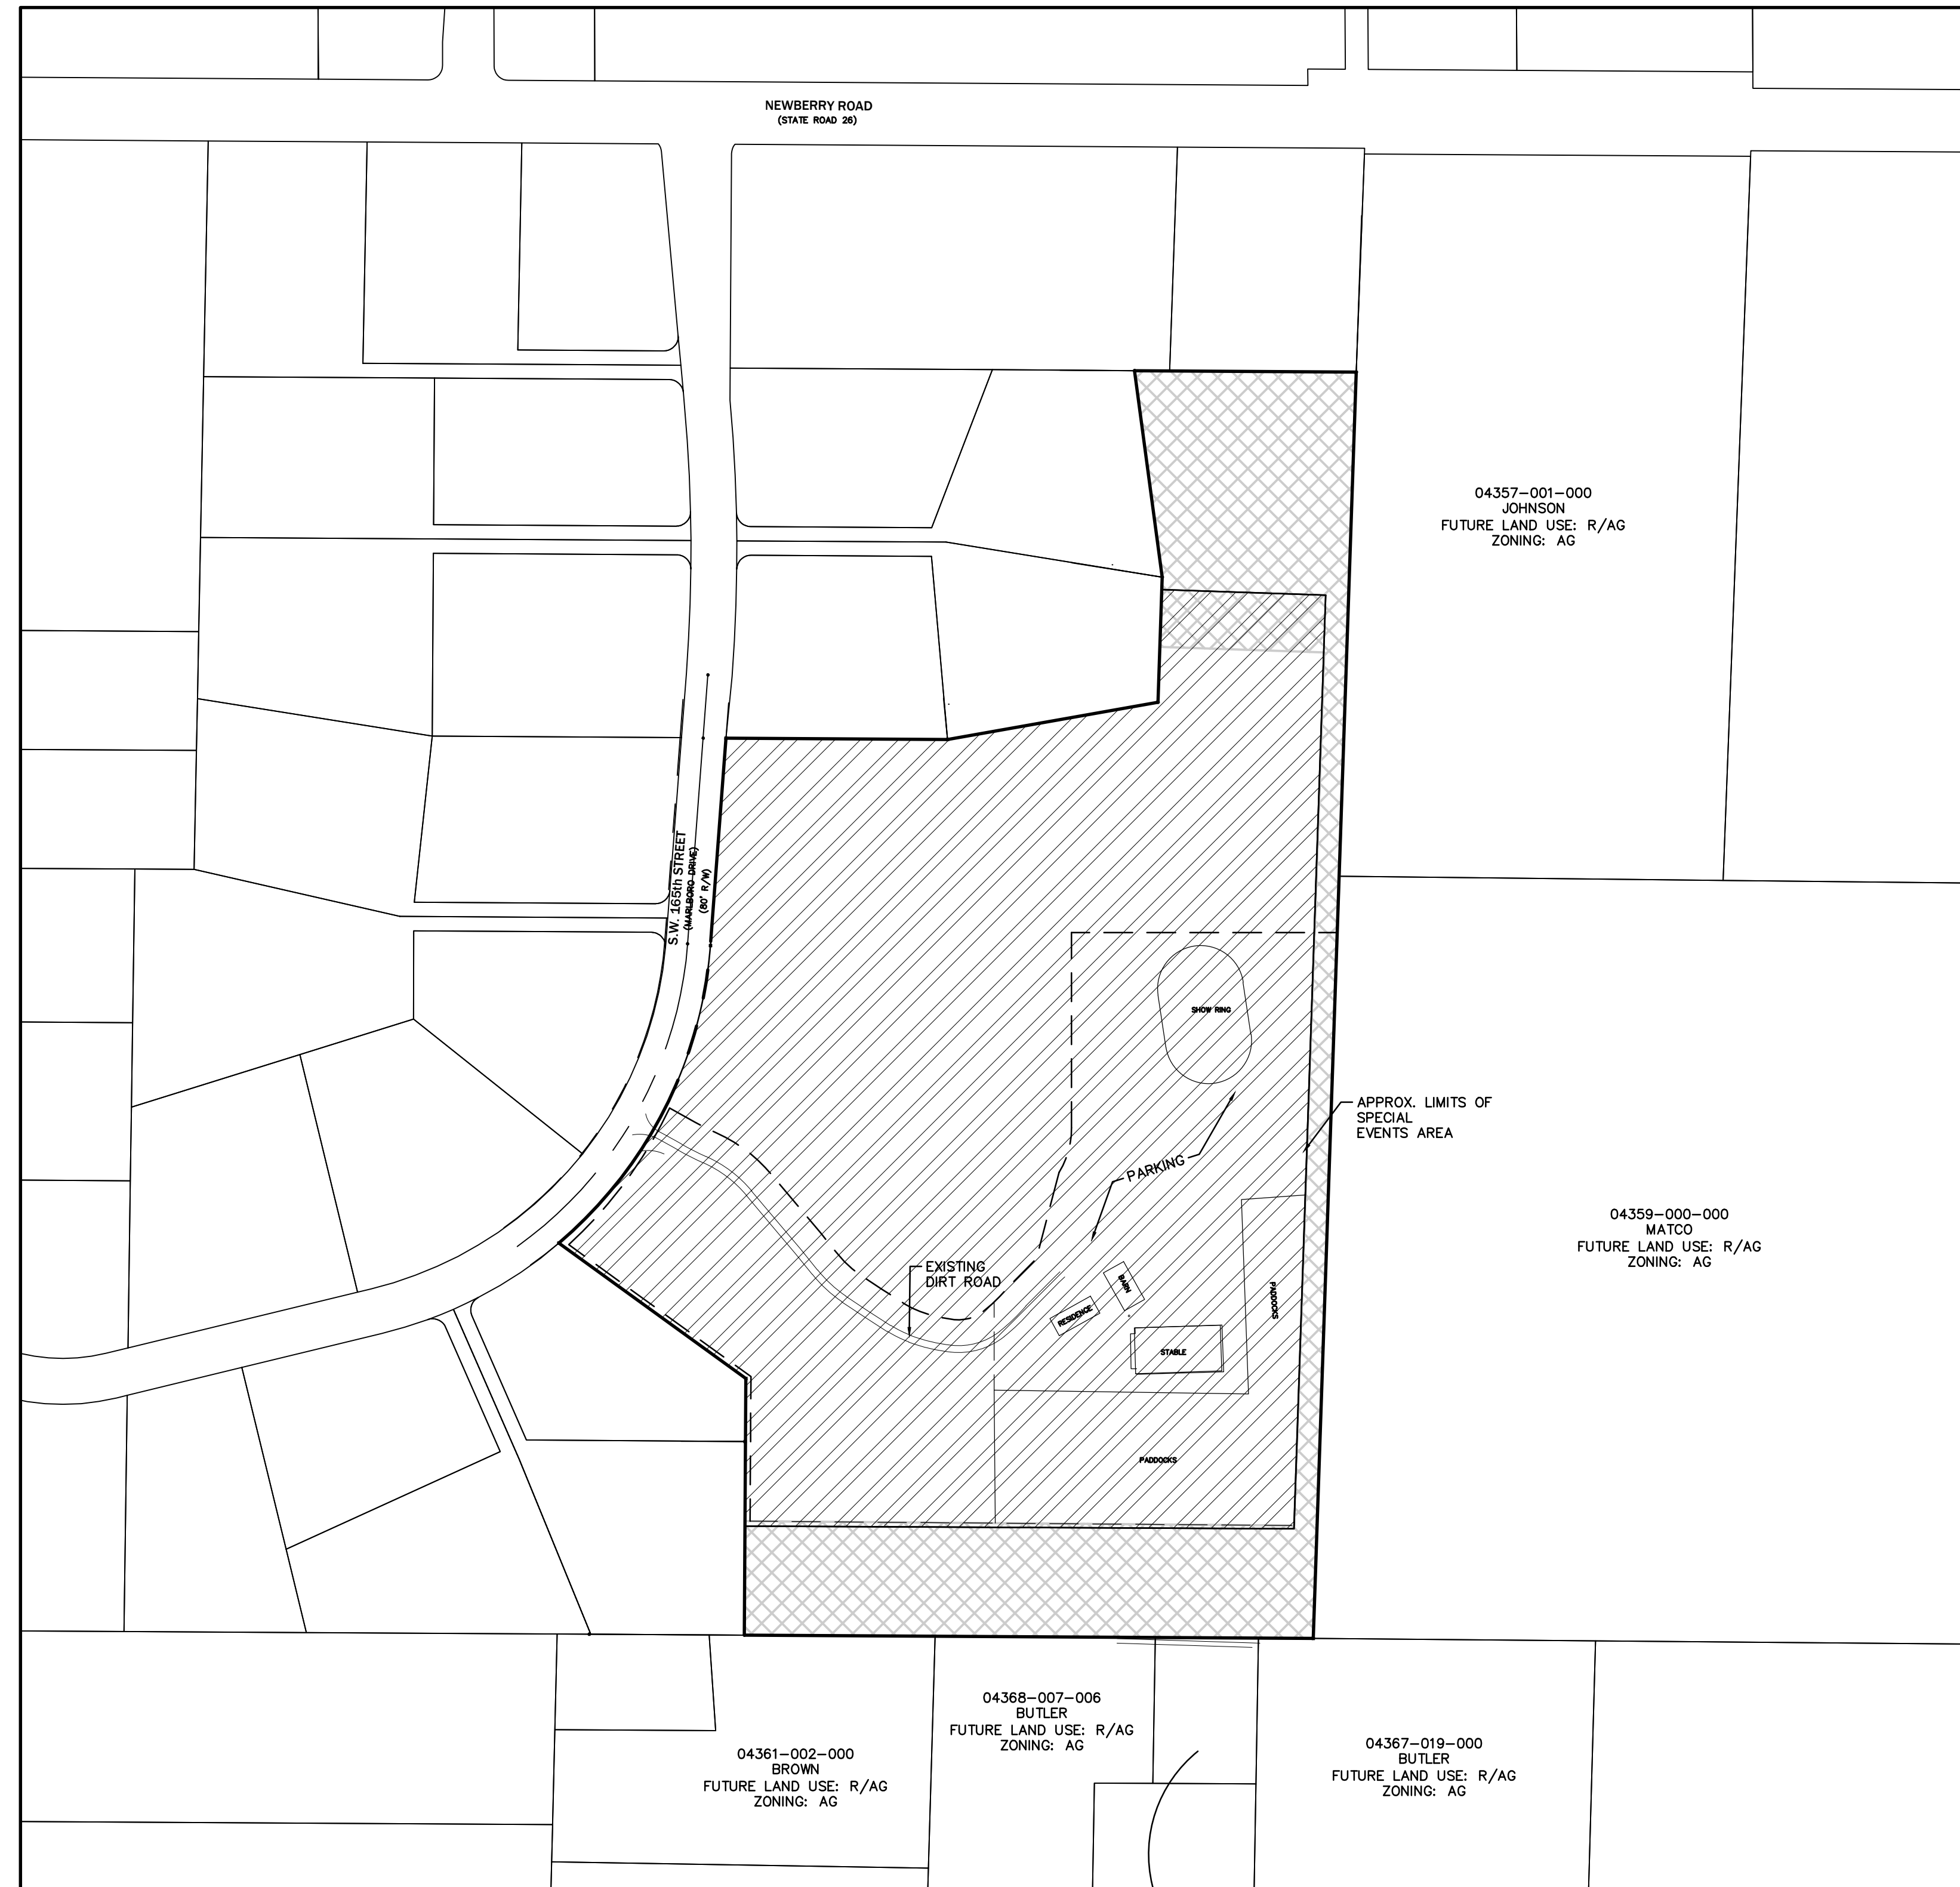 NEWBERRY ROAD
(STATE ROAD 26)
04357-001-000
JOHNSON
FUTURE LAND USE: R/AG
ZONING: AG
S.W. 165th STREET
(MARLBORO DRIVE)
(80' R/W)
SHOW RING
APPROX. LIMITS OF
SPECIAL
EVENTS AREA
PARKING
04359-000-000
MATCO
FUTURE LAND USE: R/AG
ZONING: AG
EXISTING
DIRT ROAD
BARN
RESIDENCE
PADDOCKS
STABLE
PADDOCKS
04368-007-006
BUTLER
FUTURE LAND USE: R/AG
ZONING: AG
04361-002-000
BROWN
FUTURE LAND USE: R/AG
ZONING: AG
04367-019-000
BUTLER
FUTURE LAND USE: R/AG
ZONING: AG